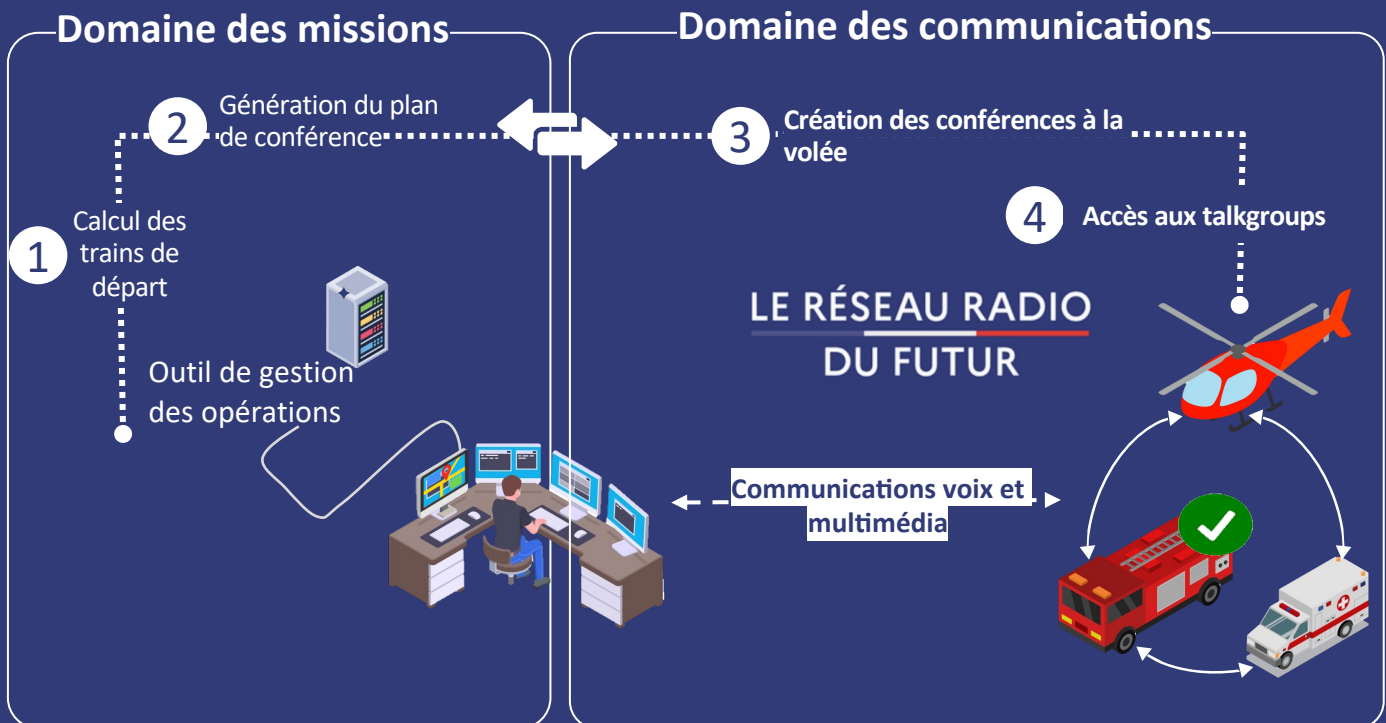 Domaine des missions
Domaine des communications
2
Génération du plan
de conférence
3
Création des conférences à la
volée
1
Calcul des
trains de
départ
4
Accès aux talkgroups
LE RÉSEAU RADIO
DU FUTUR
Outil de gestion
des opérations
Communications voix et
multimédia